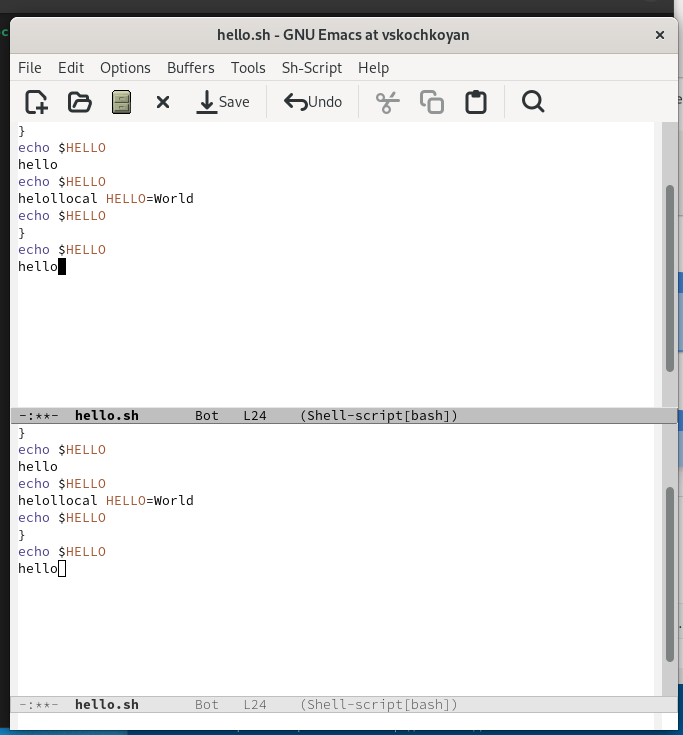 hello.sh - GNU Emacs at vskochkoyan ×
File Edit Options Buffers Tools Sh-Script Help
Save Undo
}
echo $HELLO
hello
echo $HELLO
helollocal HELLO=World
echo $HELLO
}
echo $HELLO
hello
-:**- hello.sh Bot L24 (Shell-script[bash])
}
echo $HELLO
hello
echo $HELLO
helollocal HELLO=World
echo $HELLO
}
echo $HELLO
hello
-:**- hello.sh Bot L24 (Shell-script[bash])